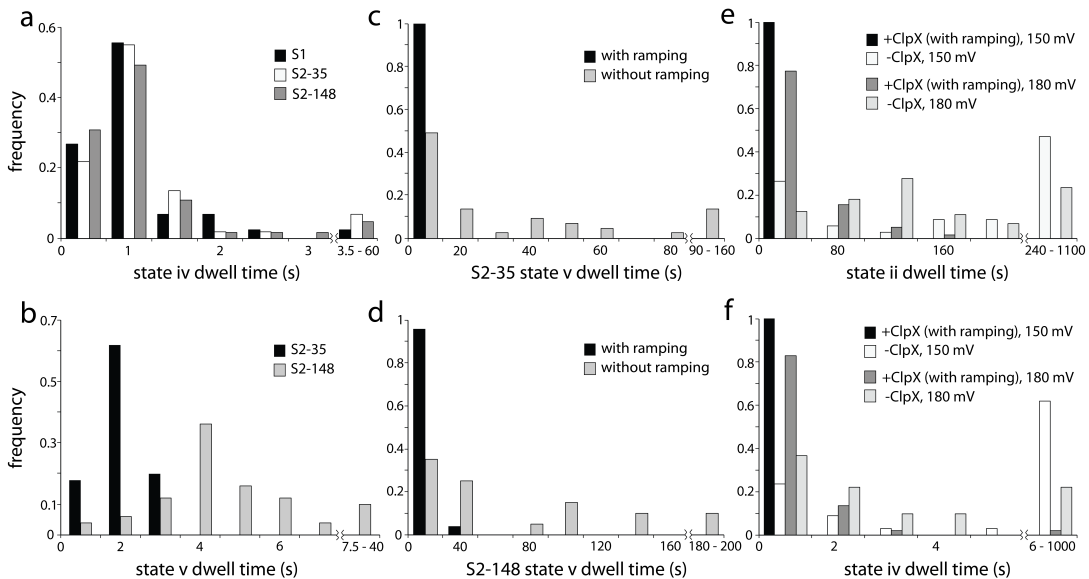 a
0.6
0.4
0.2
0
frequency
S1
S2-35
S2-148
0 1 2 3 3.5 - 60
state iv dwell time (s)
c
1
0.8
0.6
0.4
0.2
0
with ramping
without ramping
0 20 40 60 80 90 - 160
S2-35 state v dwell time (s)
e
1
0.8
0.6
0.4
0.2
0
+ClpX (with ramping), 150 mV
-ClpX, 150 mV
+ClpX (with ramping), 180 mV
-ClpX, 180 mV
0 80 160 240 - 1100
state ii dwell time (s)
b
0.7
0.5
0.3
0.1
0
frequency
S2-35
S2-148
0 2 4 6 7.5 - 40
state v dwell time (s)
d
1
0.8
0.6
0.4
0.2
0
with ramping
without ramping
0 40 80 120 160 180 - 200
S2-148 state v dwell time (s)
f
1
0.8
0.6
0.4
0.2
0
+ClpX (with ramping), 150 mV
-ClpX, 150 mV
+ClpX (with ramping), 180 mV
-ClpX, 180 mV
0 2 4 6 - 1000
state iv dwell time (s)